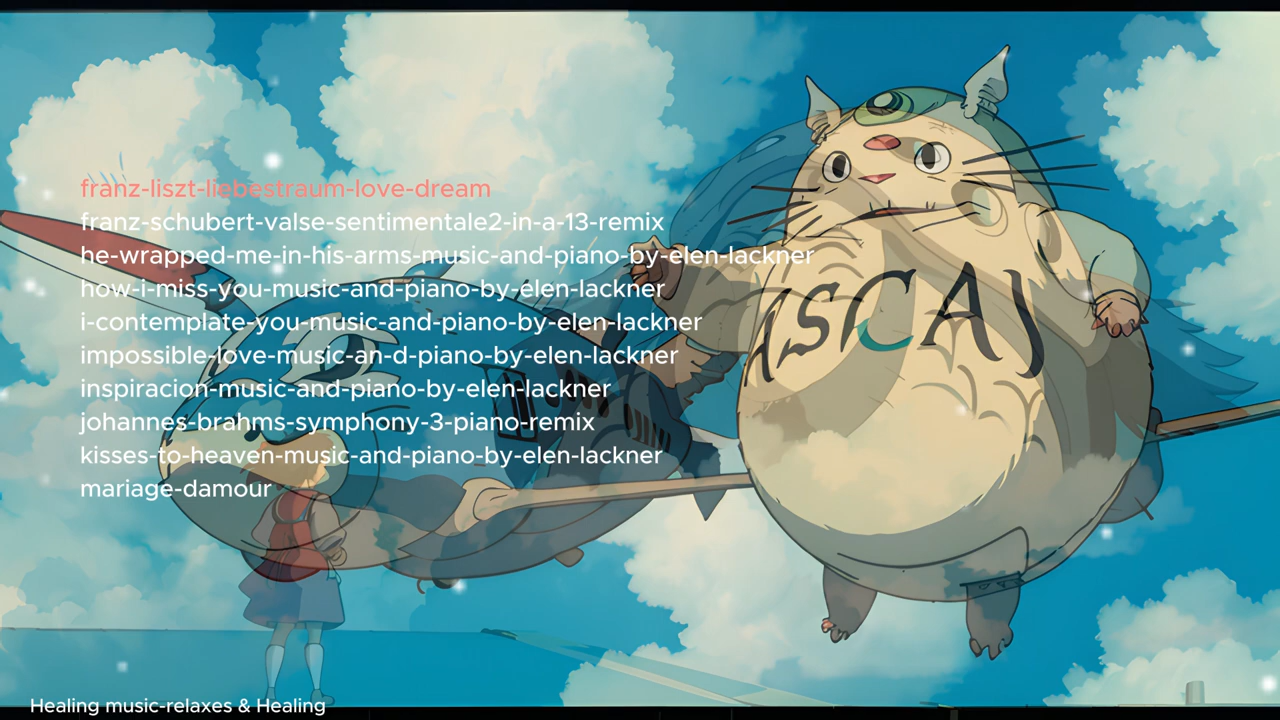 franz-liszt-liebestraum-love-dream
franz-schubert-valse-sentimentale2-in-a-13-remix
he-wrapped-me-in-his-arms-music-and-piano-by-elen-lackner
how-i-miss-you-music-and-piano-by-elen-lackner
i-contemplate-you-music-and-piano-by-elen-lackner
impossible-love-music-an-d-piano-by-elen-lackner
inspiracion-music-and-piano-by-elen-lackner
johannes-brahms-symphony-3-piano-remix
kisses-to-heaven-music-and-piano-by-elen-lackner
mariage-damour
Healing music-relaxes & Healing